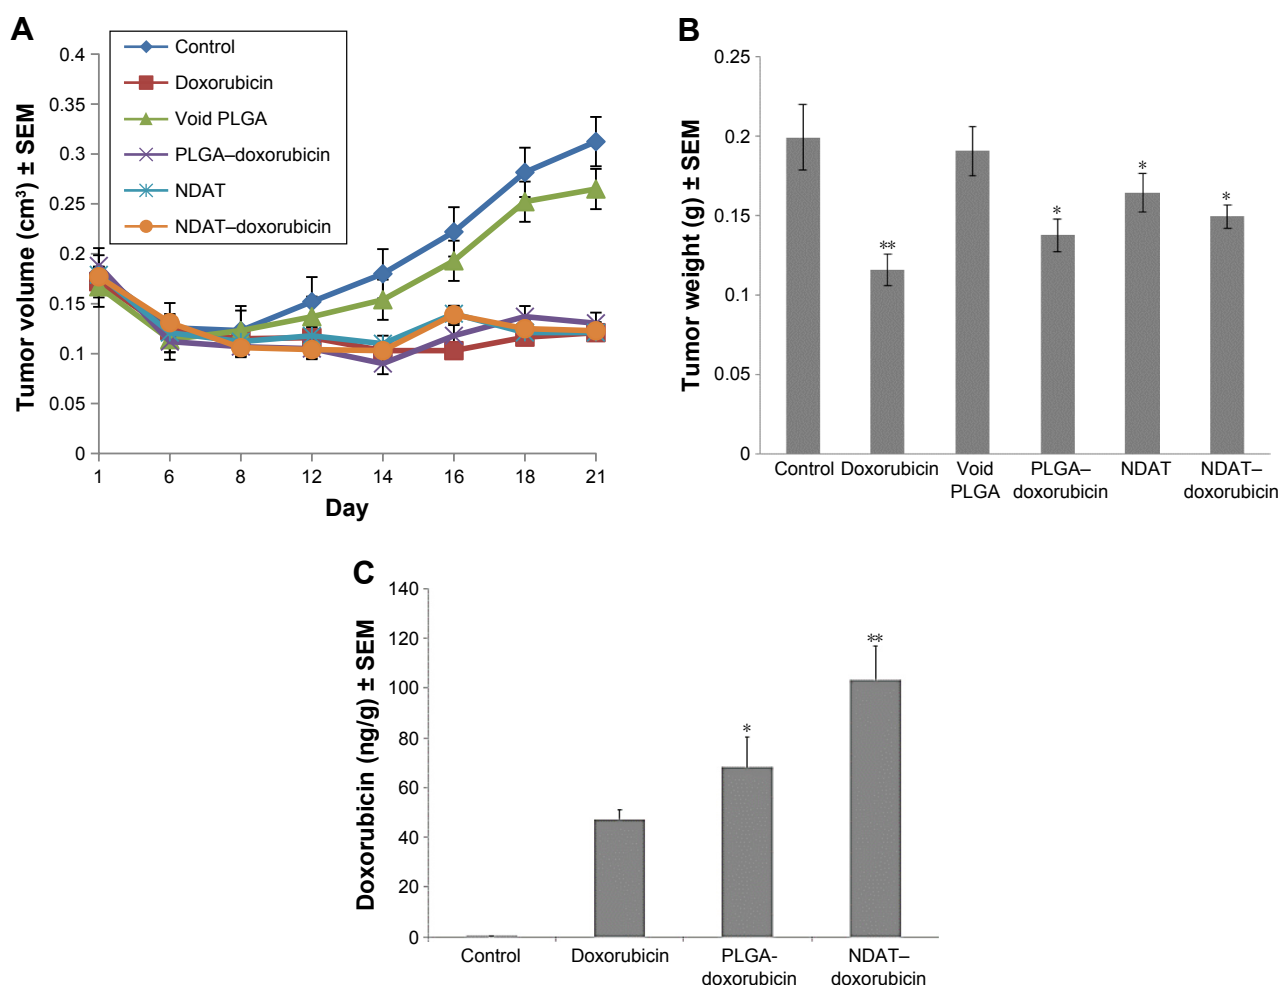 A
Control
Doxorubicin
Void PLGA
PLGA–doxorubicin
NDAT
NDAT–doxorubicin
Tumor volume (cm³) ± SEM
0.4
0.35
0.3
0.25
0.2
0.15
0.1
0.05
0
1 6 8 12 14 16 18 21
Day
B
Tumor weight (g) ± SEM
0.25
0.2
0.15
0.1
0.05
0
** * * *
Control Doxorubicin Void PLGA– NDAT NDAT–
PLGA doxorubicin doxorubicin
C
Doxorubicin (ng/g) ± SEM
140
120
100
80
60
40
20
0
* **
Control Doxorubicin PLGA- NDAT–
doxorubicin doxorubicin